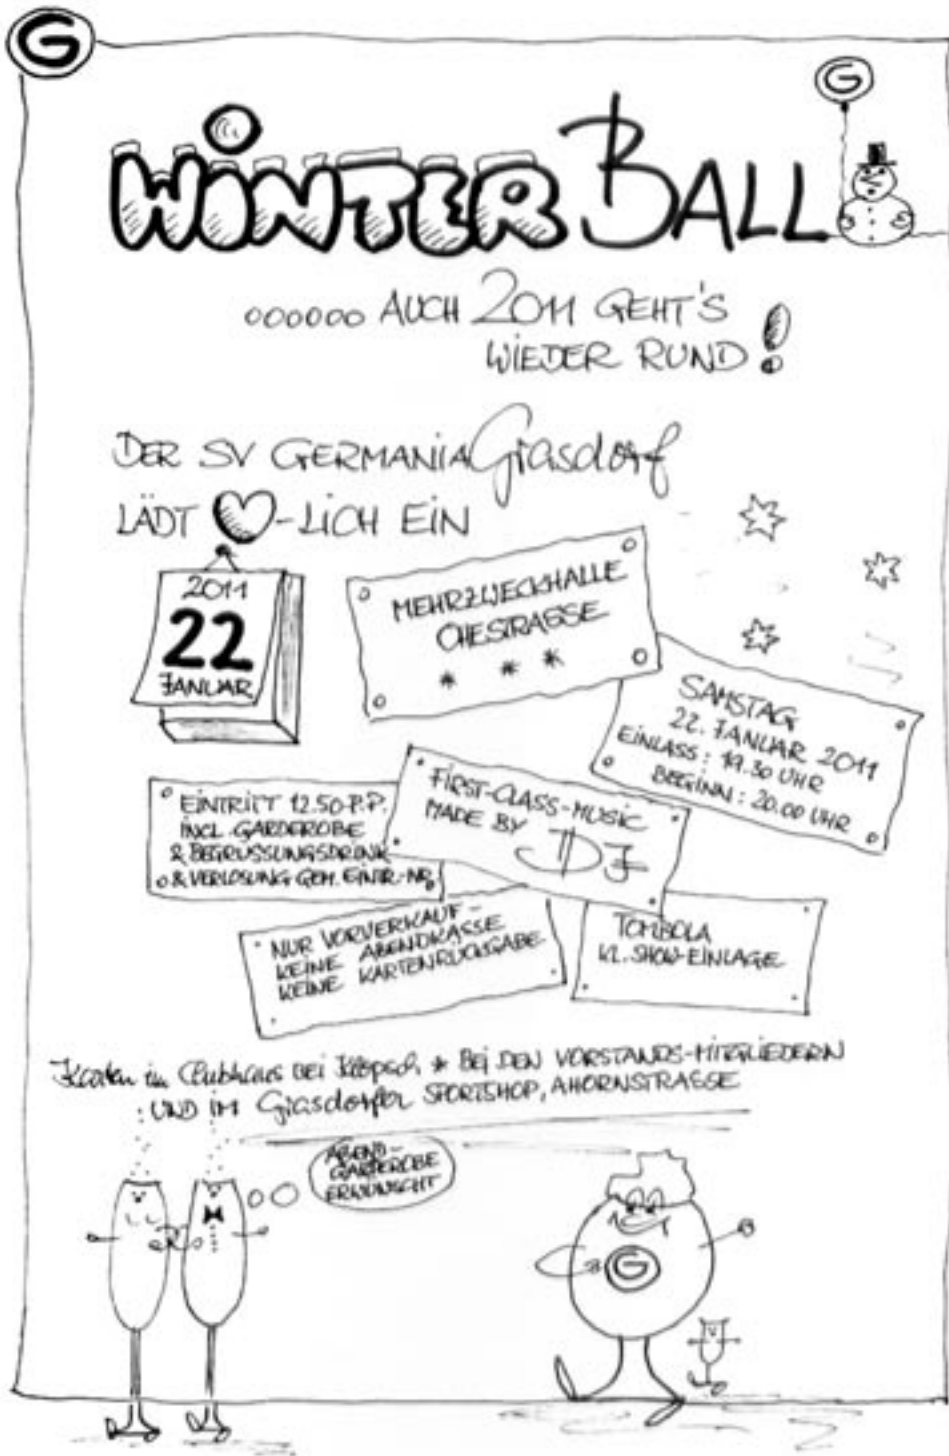 G
G
WINTER BALL
oooooo AUCH 2011 GEHT'S
WIEDER RUND!
DER SV GERMANIA Grasdorf
LÄDT ♡-LICH EIN
2011
22
JANUAR
MEHRZWECKHALLE
OHESTRASSE
* * *
SAMSTAG
22. JANUAR 2011
EINLASS: 19.30 UHR
BEGINN: 20.00 UHR
EINTRITT 12.50 P.P.
INCL. GARDEROBE
& BEGRÜSSUNGSDRINK
& VERLOSUNG GEM. EINTR.-NR.
FIRST-CLASS-MUSIC
MADE BY DJ
NUR VORVERKAUF-
KEINE ABENDKASSE
KEINE KARTENRÜCKGABE
TOMBOLA
KL. SHOW-EINLAGE
Karten im Clubhaus bei * BEI DEN VORSTANDS-MITGLIEDERN
UND IM Grasdorfer SPORTSHOP, AHORNSTRASSE
ABEND-
GARDEROBE
ERWÜNSCHT
G